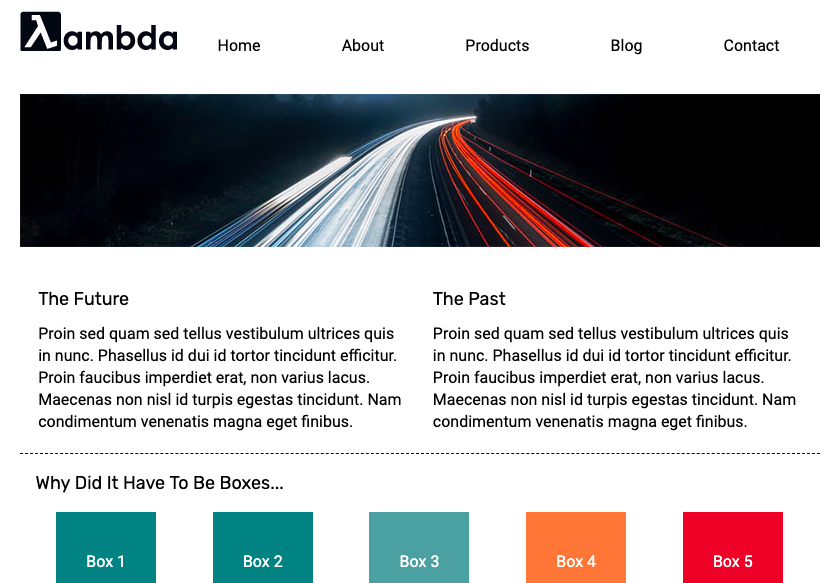 λambda
Home
About
Products
Blog
Contact
The Future
Proin sed quam sed tellus vestibulum ultrices quis
in nunc. Phasellus id dui id tortor tincidunt efficitur.
Proin faucibus imperdiet erat, non varius lacus.
Maecenas non nisl id turpis egestas tincidunt. Nam
condimentum venenatis magna eget finibus.
The Past
Proin sed quam sed tellus vestibulum ultrices quis
in nunc. Phasellus id dui id tortor tincidunt efficitur.
Proin faucibus imperdiet erat, non varius lacus.
Maecenas non nisl id turpis egestas tincidunt. Nam
condimentum venenatis magna eget finibus.
Why Did It Have To Be Boxes...
Box 1
Box 2
Box 3
Box 4
Box 5